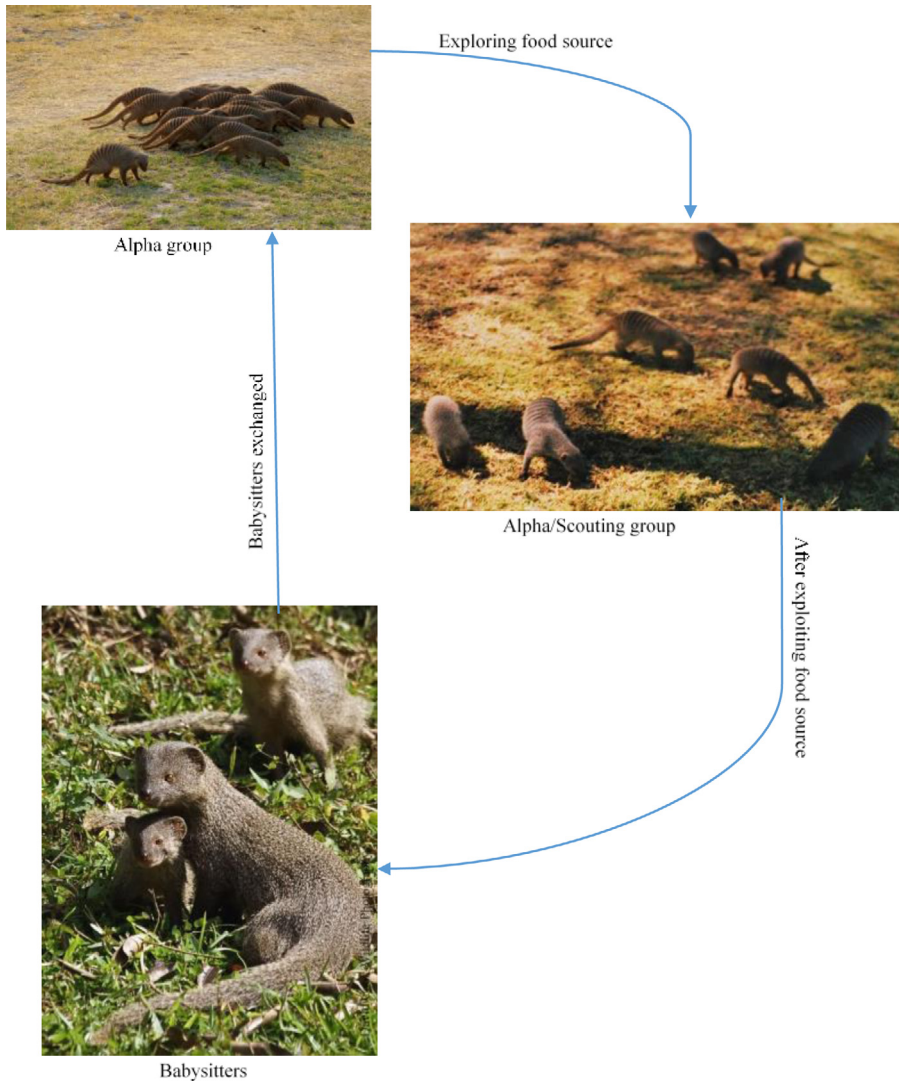 Exploring food source
Alpha group
Alpha/Scouting group
Babysitters exchanged
After exploiting food source
Babysitters